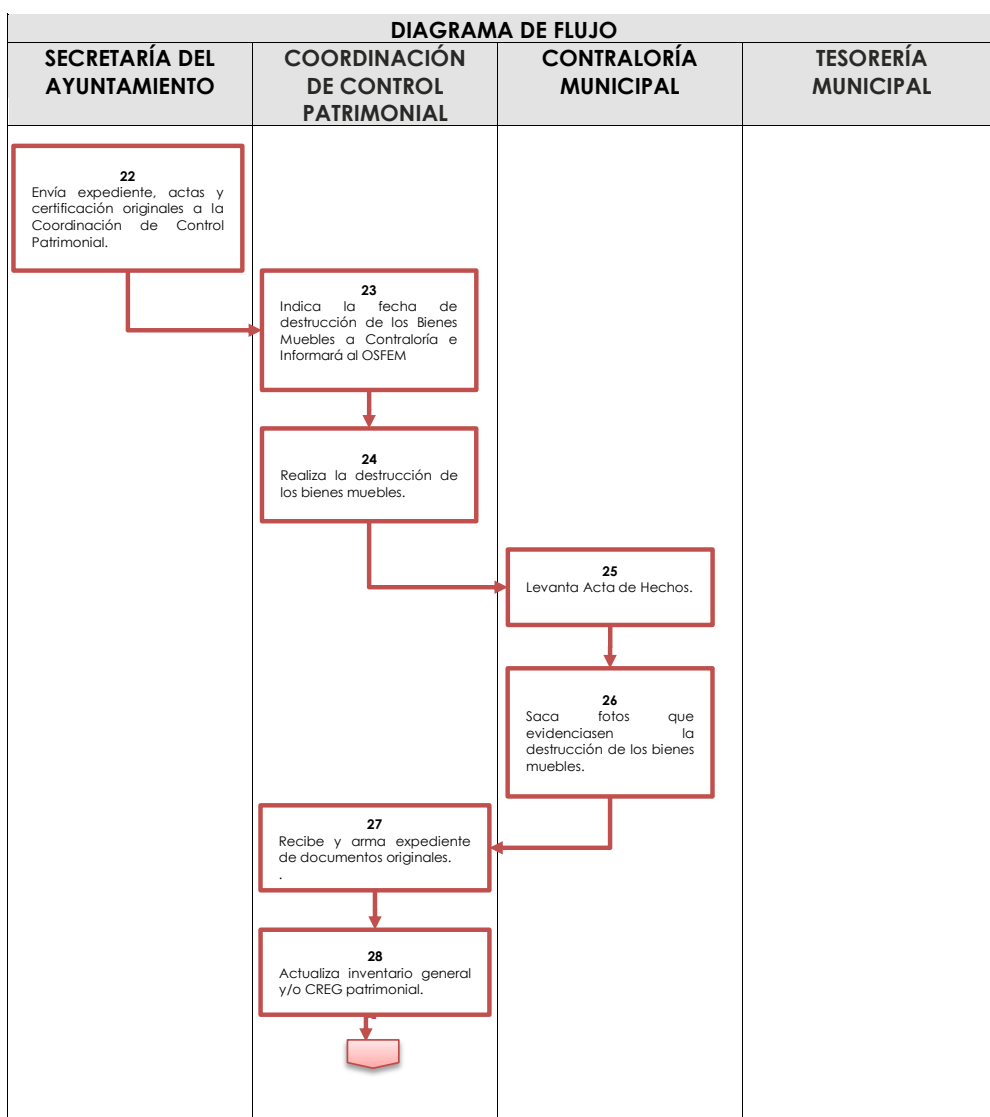 DIAGRAMA DE FLUJO
SECRETARÍA DEL
AYUNTAMIENTO
COORDINACIÓN
DE CONTROL
PATRIMONIAL
CONTRALORÍA
MUNICIPAL
TESORERÍA
MUNICIPAL
22
Envía expediente, actas y
certificación originales a la
Coordinación de Control
Patrimonial.
23
Indica la fecha de
destrucción de los Bienes
Muebles a Contraloría e
Informará al OSFEM
24
Realiza la destrucción de
los bienes muebles.
25
Levanta Acta de Hechos.
26
Saca fotos que
evidenciasen la
destrucción de los bienes
muebles.
27
Recibe y arma expediente
de documentos originales.
.
28
Actualiza inventario general
y/o CREG patrimonial.